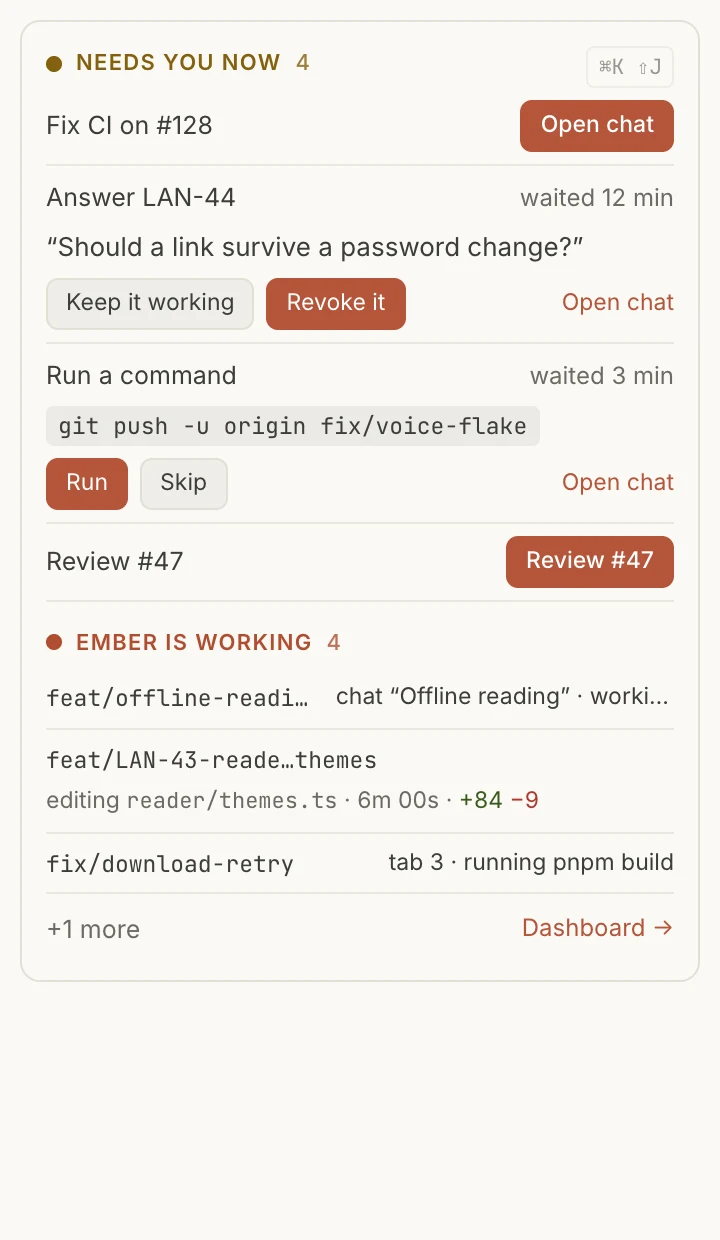 NEEDS YOU NOW 4 ⌘K ⇧J
Fix CI on #128 Open chat
Answer LAN-44 waited 12 min
“Should a link survive a password change?”
Keep it working Revoke it Open chat
Run a command waited 3 min
git push -u origin fix/voice-flake
Run Skip Open chat
Review #47 Review #47
EMBER IS WORKING 4
feat/offline-readi… chat “Offline reading” · worki…
feat/LAN-43-reade…themes
editing reader/themes.ts · 6m 00s · +84 −9
fix/download-retry tab 3 · running pnpm build
+1 more Dashboard →